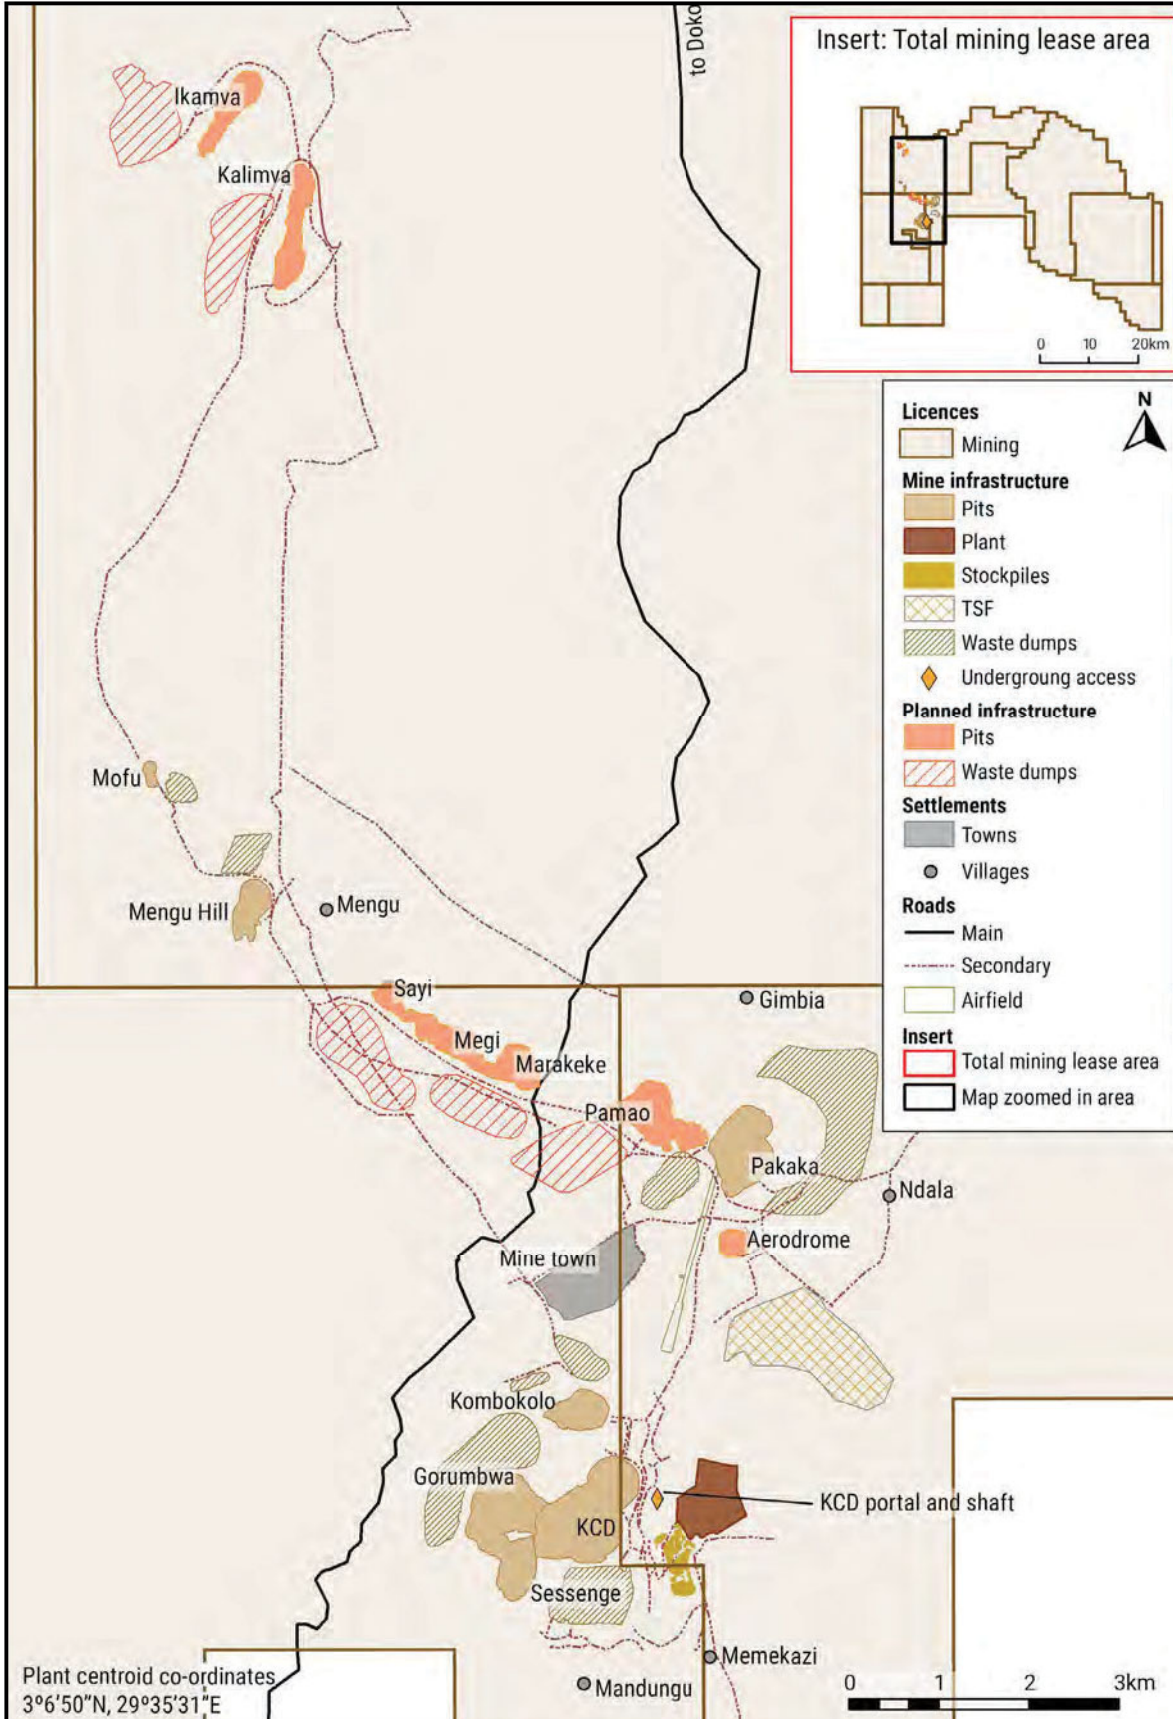 to Doko
Insert: Total mining lease area
0 10 20km
Ikamva
Kalimva
N
Licences
Mining
Mine infrastructure
Pits
Plant
Stockpiles
TSF
Waste dumps
Undergroung access
Planned infrastructure
Pits
Waste dumps
Settlements
Towns
Villages
Roads
Main
Secondary
Airfield
Insert
Total mining lease area
Map zoomed in area
Mofu
Mengu Hill
Mengu
Sayi
Gimbia
Megi
Marakeke
Pamao
Pakaka
Ndala
Aerodrome
Mine town
Kombokolo
Gorumbwa
KCD
KCD portal and shaft
Sessenge
Memekazi
Mandungu
Plant centroid co-ordinates
3°6'50"N, 29°35'31"E
0 1 2 3km